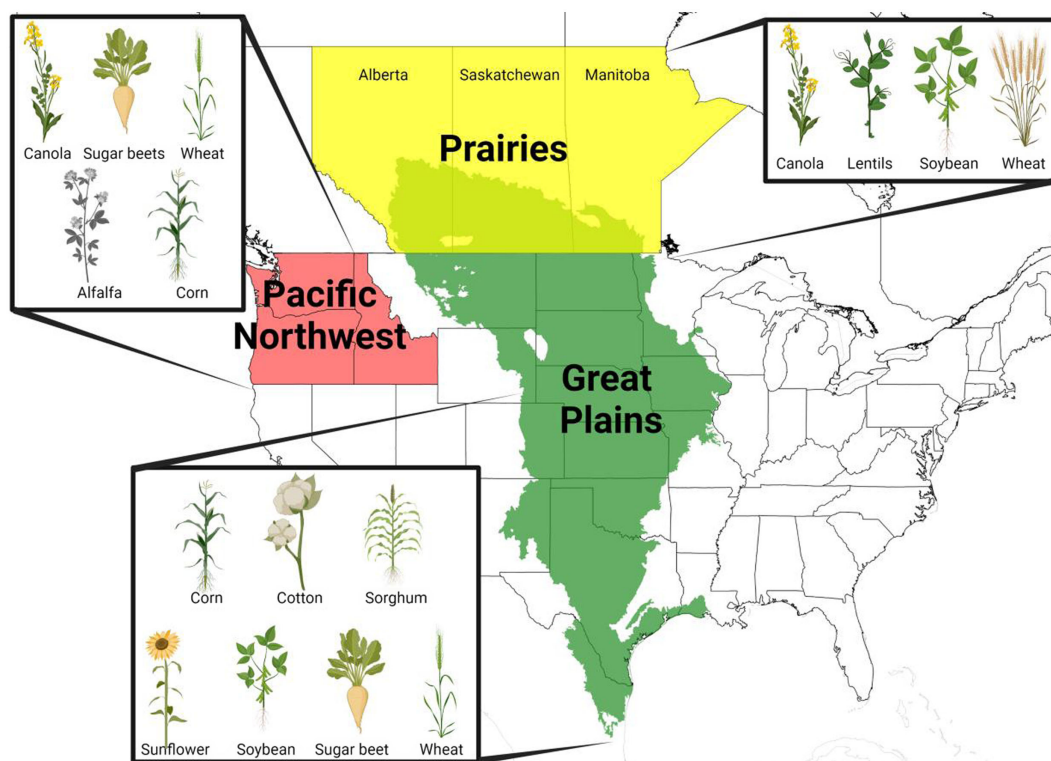 Canola Sugar beets Wheat
Alfalfa Corn
Alberta Saskatchewan Manitoba
Prairies
Canola Lentils Soybean Wheat
Pacific
Northwest
Great
Plains
Corn Cotton Sorghum
Sunflower Soybean Sugar beet Wheat